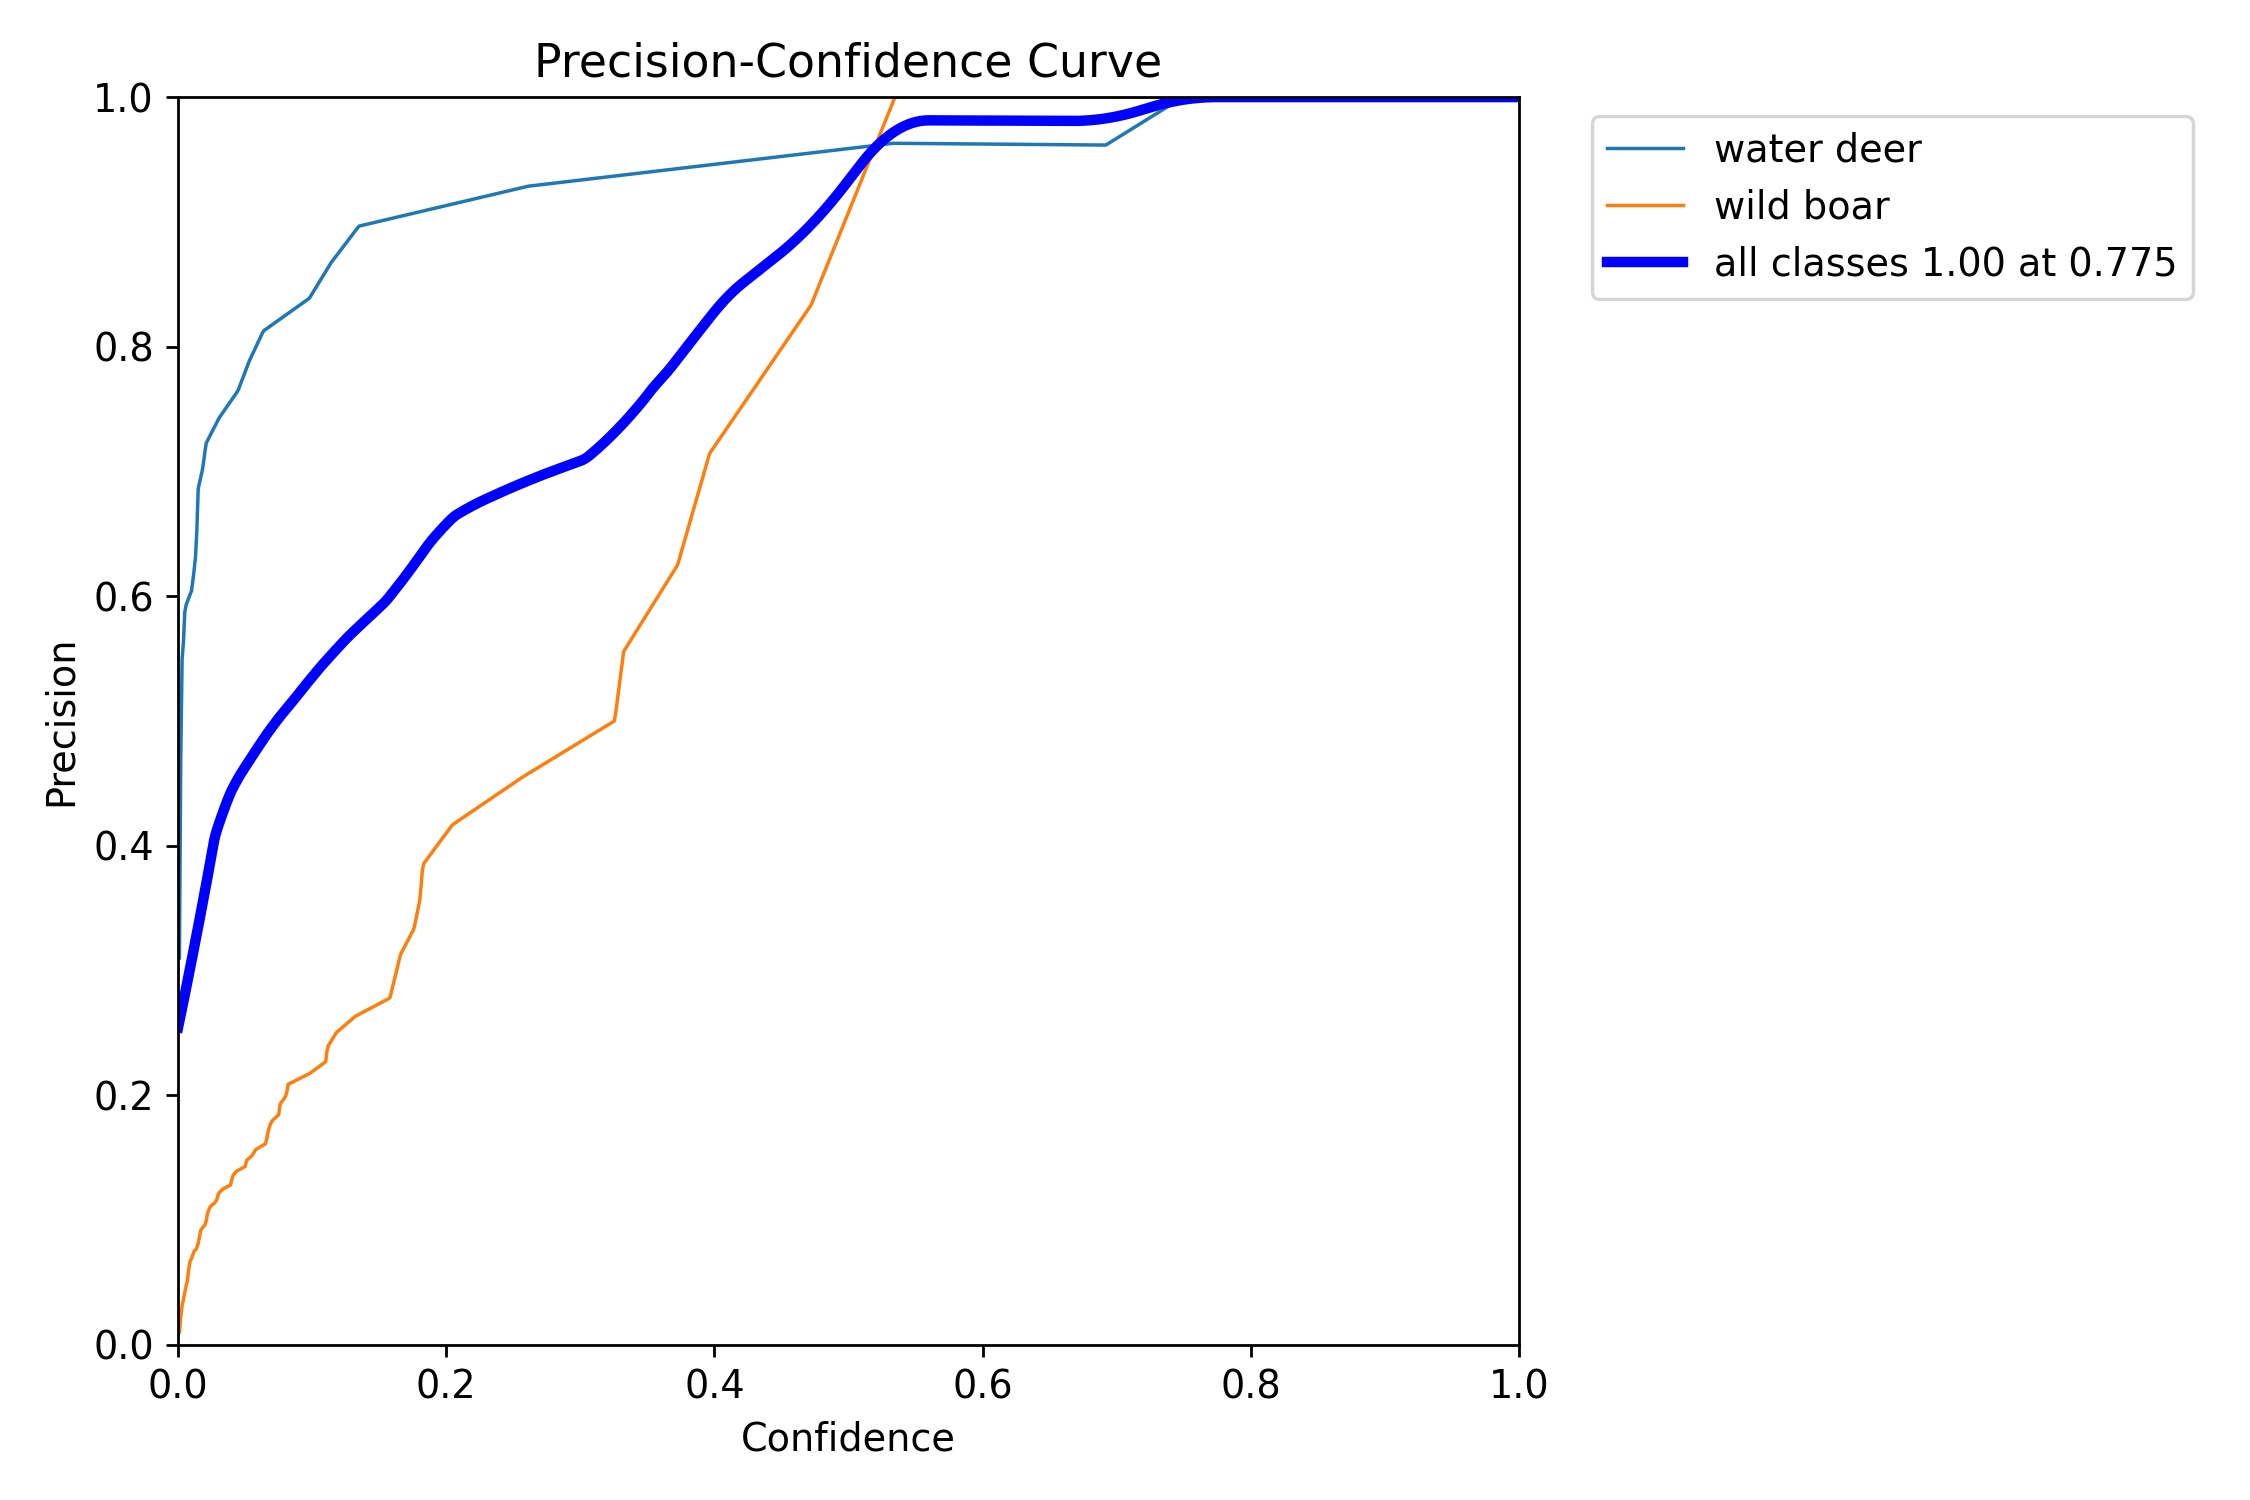 Precision-Confidence Curve
1.0
0.8
0.6
0.4
0.2
0.0
Precision
0.0 0.2 0.4 0.6 0.8 1.0
Confidence
water deer
wild boar
all classes 1.00 at 0.775